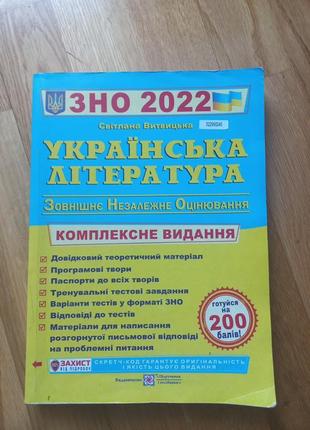 ЗНО 2022
Світлана Витвицька
УКРАЇНСЬКА
ЛІТЕРАТУРА
Зовнішнє Незалежне Оцінювання
КОМПЛЕКСНЕ ВИДАННЯ
Довідковий теоретичний матеріал
Програмові твори
Паспорти до всіх творів
Тренувальні тестові завдання
Варіанти тестів у форматі ЗНО
Відповіді до тестів
Матеріали для написання
розгорнутої письмової відповіді
на проблемні питання
готуйся
на
200
балів!
ЗАХИСТ
ВІД ПІДРОБОК
СКРЕТЧ-КОД ГАРАНТУЄ ОРИГІНАЛЬНІСТЬ
І ЯКІСТЬ ЦЬОГО ВИДАННЯ